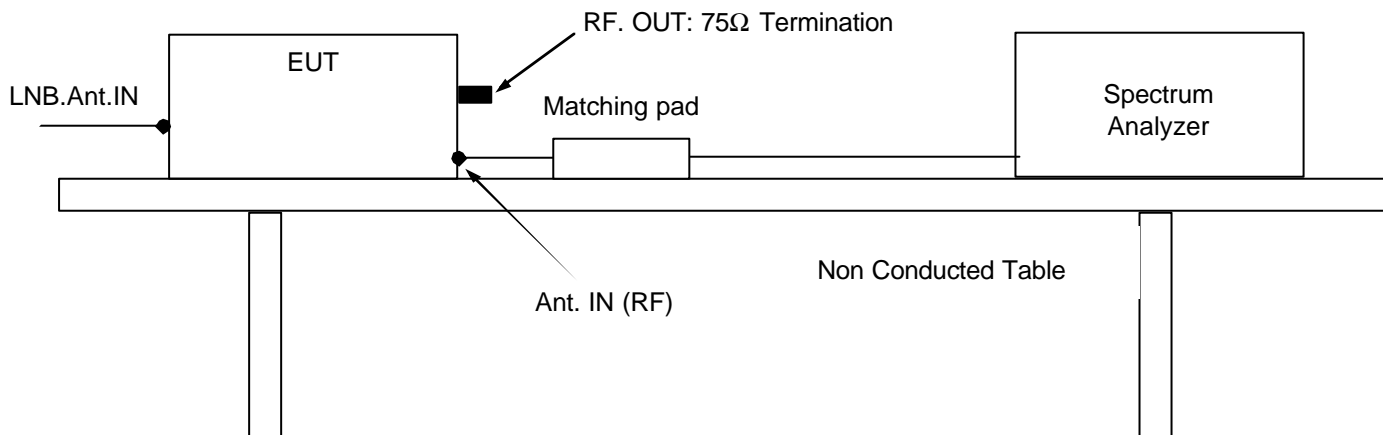 RF. OUT: 75Ω Termination
EUT
LNB.Ant.IN
Matching pad
Spectrum
Analyzer
Non Conducted Table
Ant. IN (RF)